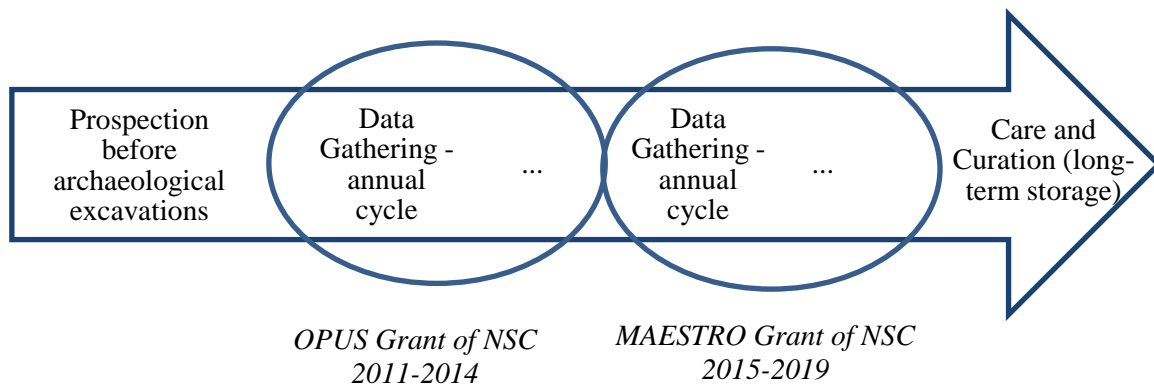 Prospection
before
archaeological
excavations
Data
Gathering -
annual
cycle
...
Data
Gathering -
annual
cycle
...
Care and
Curation (long-
term storage)
OPUS Grant of NSC
2011-2014
MAESTRO Grant of NSC
2015-2019